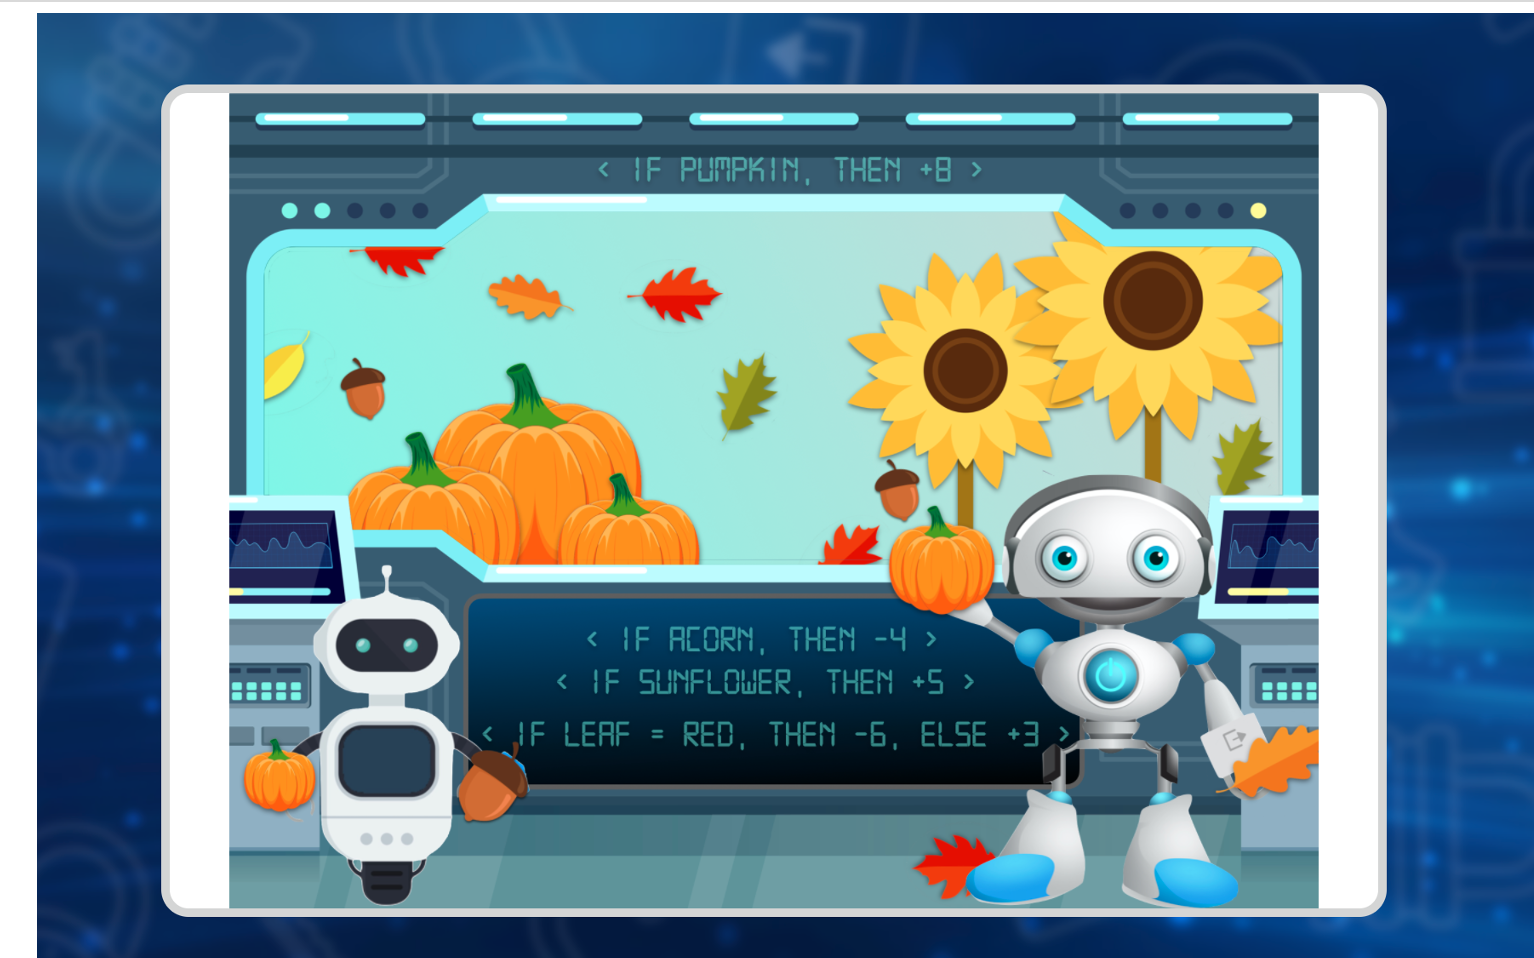 < IF PUMPKIN, THEN +8 >
< IF ACORN, THEN -4 >
< IF SUNFLOWER, THEN +5 >
< IF LEAF = RED, THEN -6, ELSE +3 >